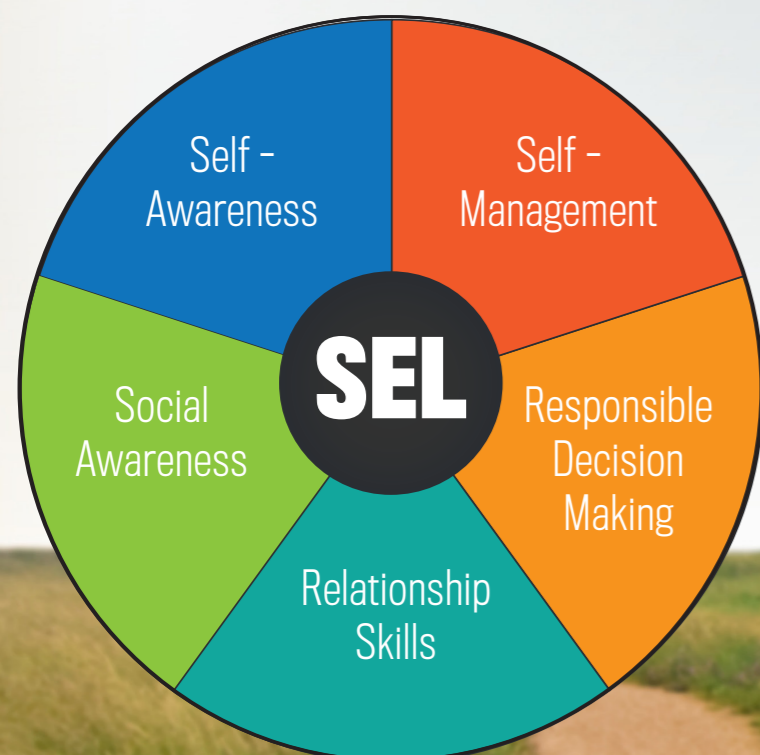 Self -
Awareness
Self -
Management
SEL
Social
Awareness
Responsible
Decision
Making
Relationship
Skills